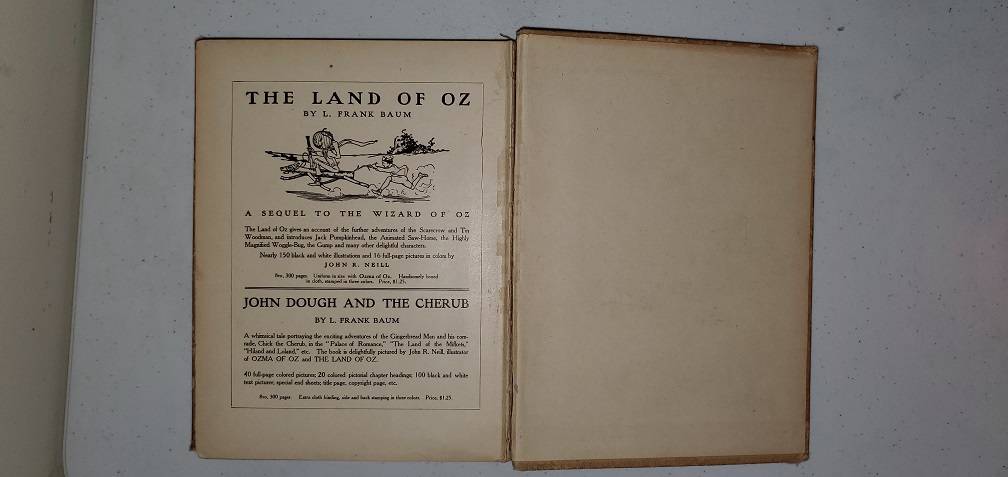 THE LAND OF OZ
BY L. FRANK BAUM
A SEQUEL TO THE WIZARD OF OZ
The Land of Oz gives an account of the further adventures of the Scarecrow and Tin
Woodman, and introduces Jack Pumpkinhead, the Animated Saw-Horse, the Highly
Magnified Woggle-Bug, the Gump and many other delightful characters.
Nearly 150 black and white illustrations and 16 full-page pictures in colors by
JOHN R. NEILL
8vo, 300 pages. Uniform in size with Ozma of Oz. Handsomely bound
in cloth, stamped in three colors. Price, $1.25.
JOHN DOUGH AND THE CHERUB
BY L. FRANK BAUM
A whimsical tale portraying the exciting adventures of the Gingerbread Man and his com-
rade, Chick the Cherub, in the "Palace of Romance," "The Land of the Mifkets,"
"Hiland and Loland," etc. The book is delightfully pictured by John R. Neill, illustrator
of OZMA OF OZ and THE LAND OF OZ.
40 full-page colored pictures; 20 colored pictorial chapter headings; 100 black and white
text pictures; special end sheets; title page, copyright page, etc.
8vo, 300 pages. Extra cloth binding, side and back stamping in three colors. Price, $1.25.